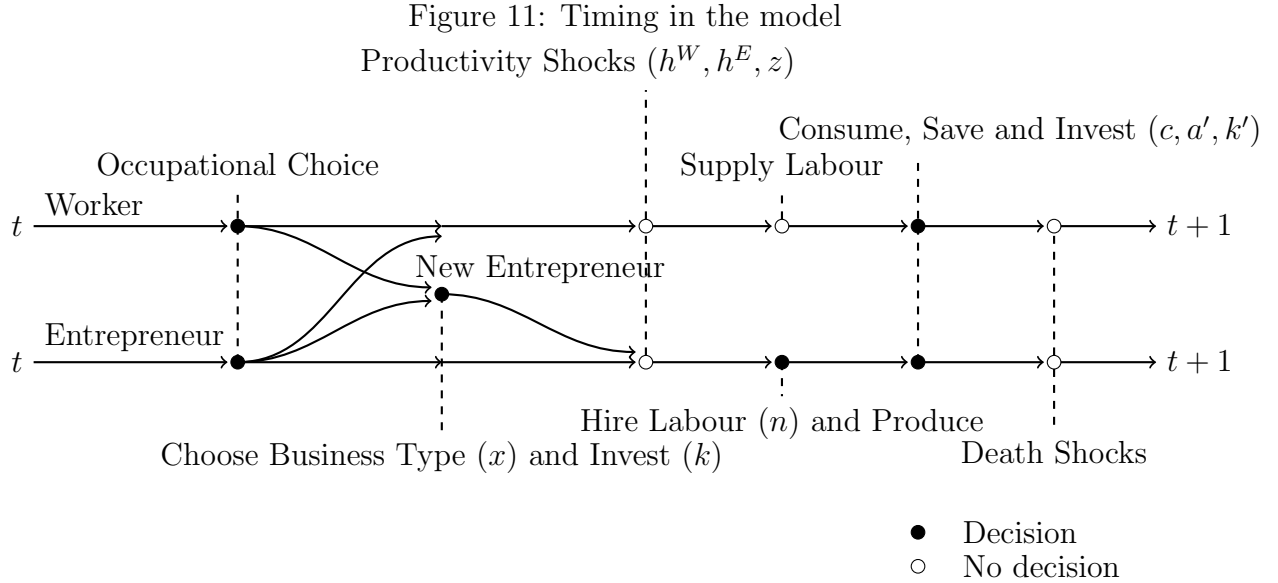 Figure 11: Timing in the model
Productivity Shocks (h^W, h^E, z)
Consume, Save and Invest (c, a′, k′)
Occupational Choice
Supply Labour
Worker
t
t + 1
New Entrepreneur
Entrepreneur
t
t + 1
Hire Labour (n) and Produce
Choose Business Type (x) and Invest (k)
Death Shocks
Decision
No decision